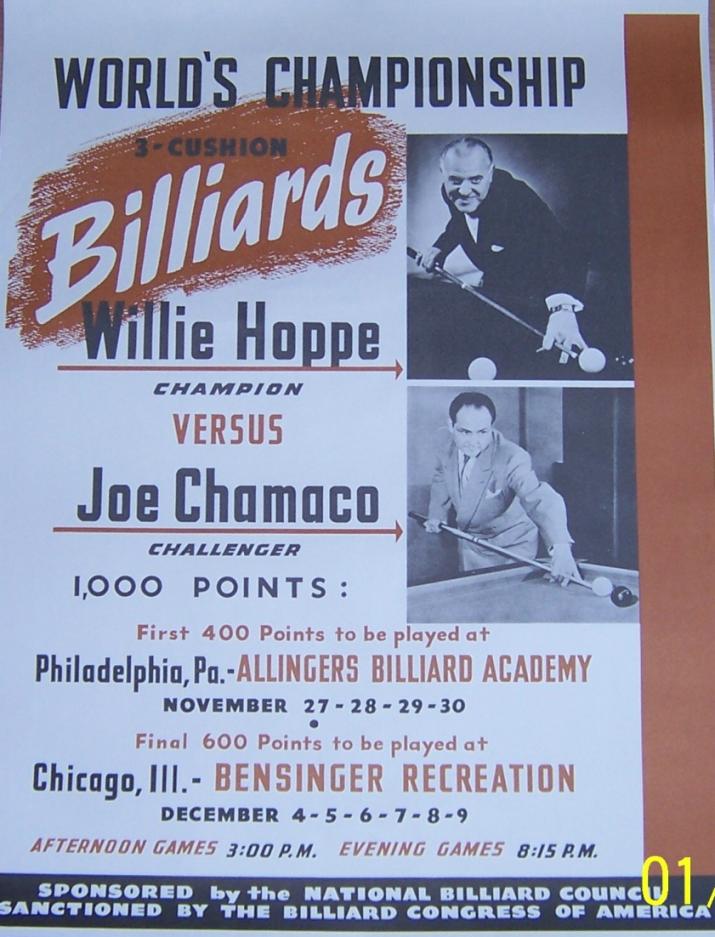 WORLD'S CHAMPIONSHIP
3-CUSHION
Billiards
Willie Hoppe
CHAMPION
VERSUS
Joe Chamaco
CHALLENGER
1,000 POINTS:
First 400 Points to be played at
Philadelphia, Pa.-ALLINGERS BILLIARD ACADEMY
NOVEMBER 27-28-29-30
•
Final 600 Points to be played at
Chicago, Ill.- BENSINGER RECREATION
DECEMBER 4-5-6-7-8-9
AFTERNOON GAMES 3:00 P.M. EVENING GAMES 8:15 P.M.
SPONSORED by the NATIONAL BILLIARD COUNCIL
SANCTIONED BY THE BILLIARD CONGRESS OF AMERICA
01/